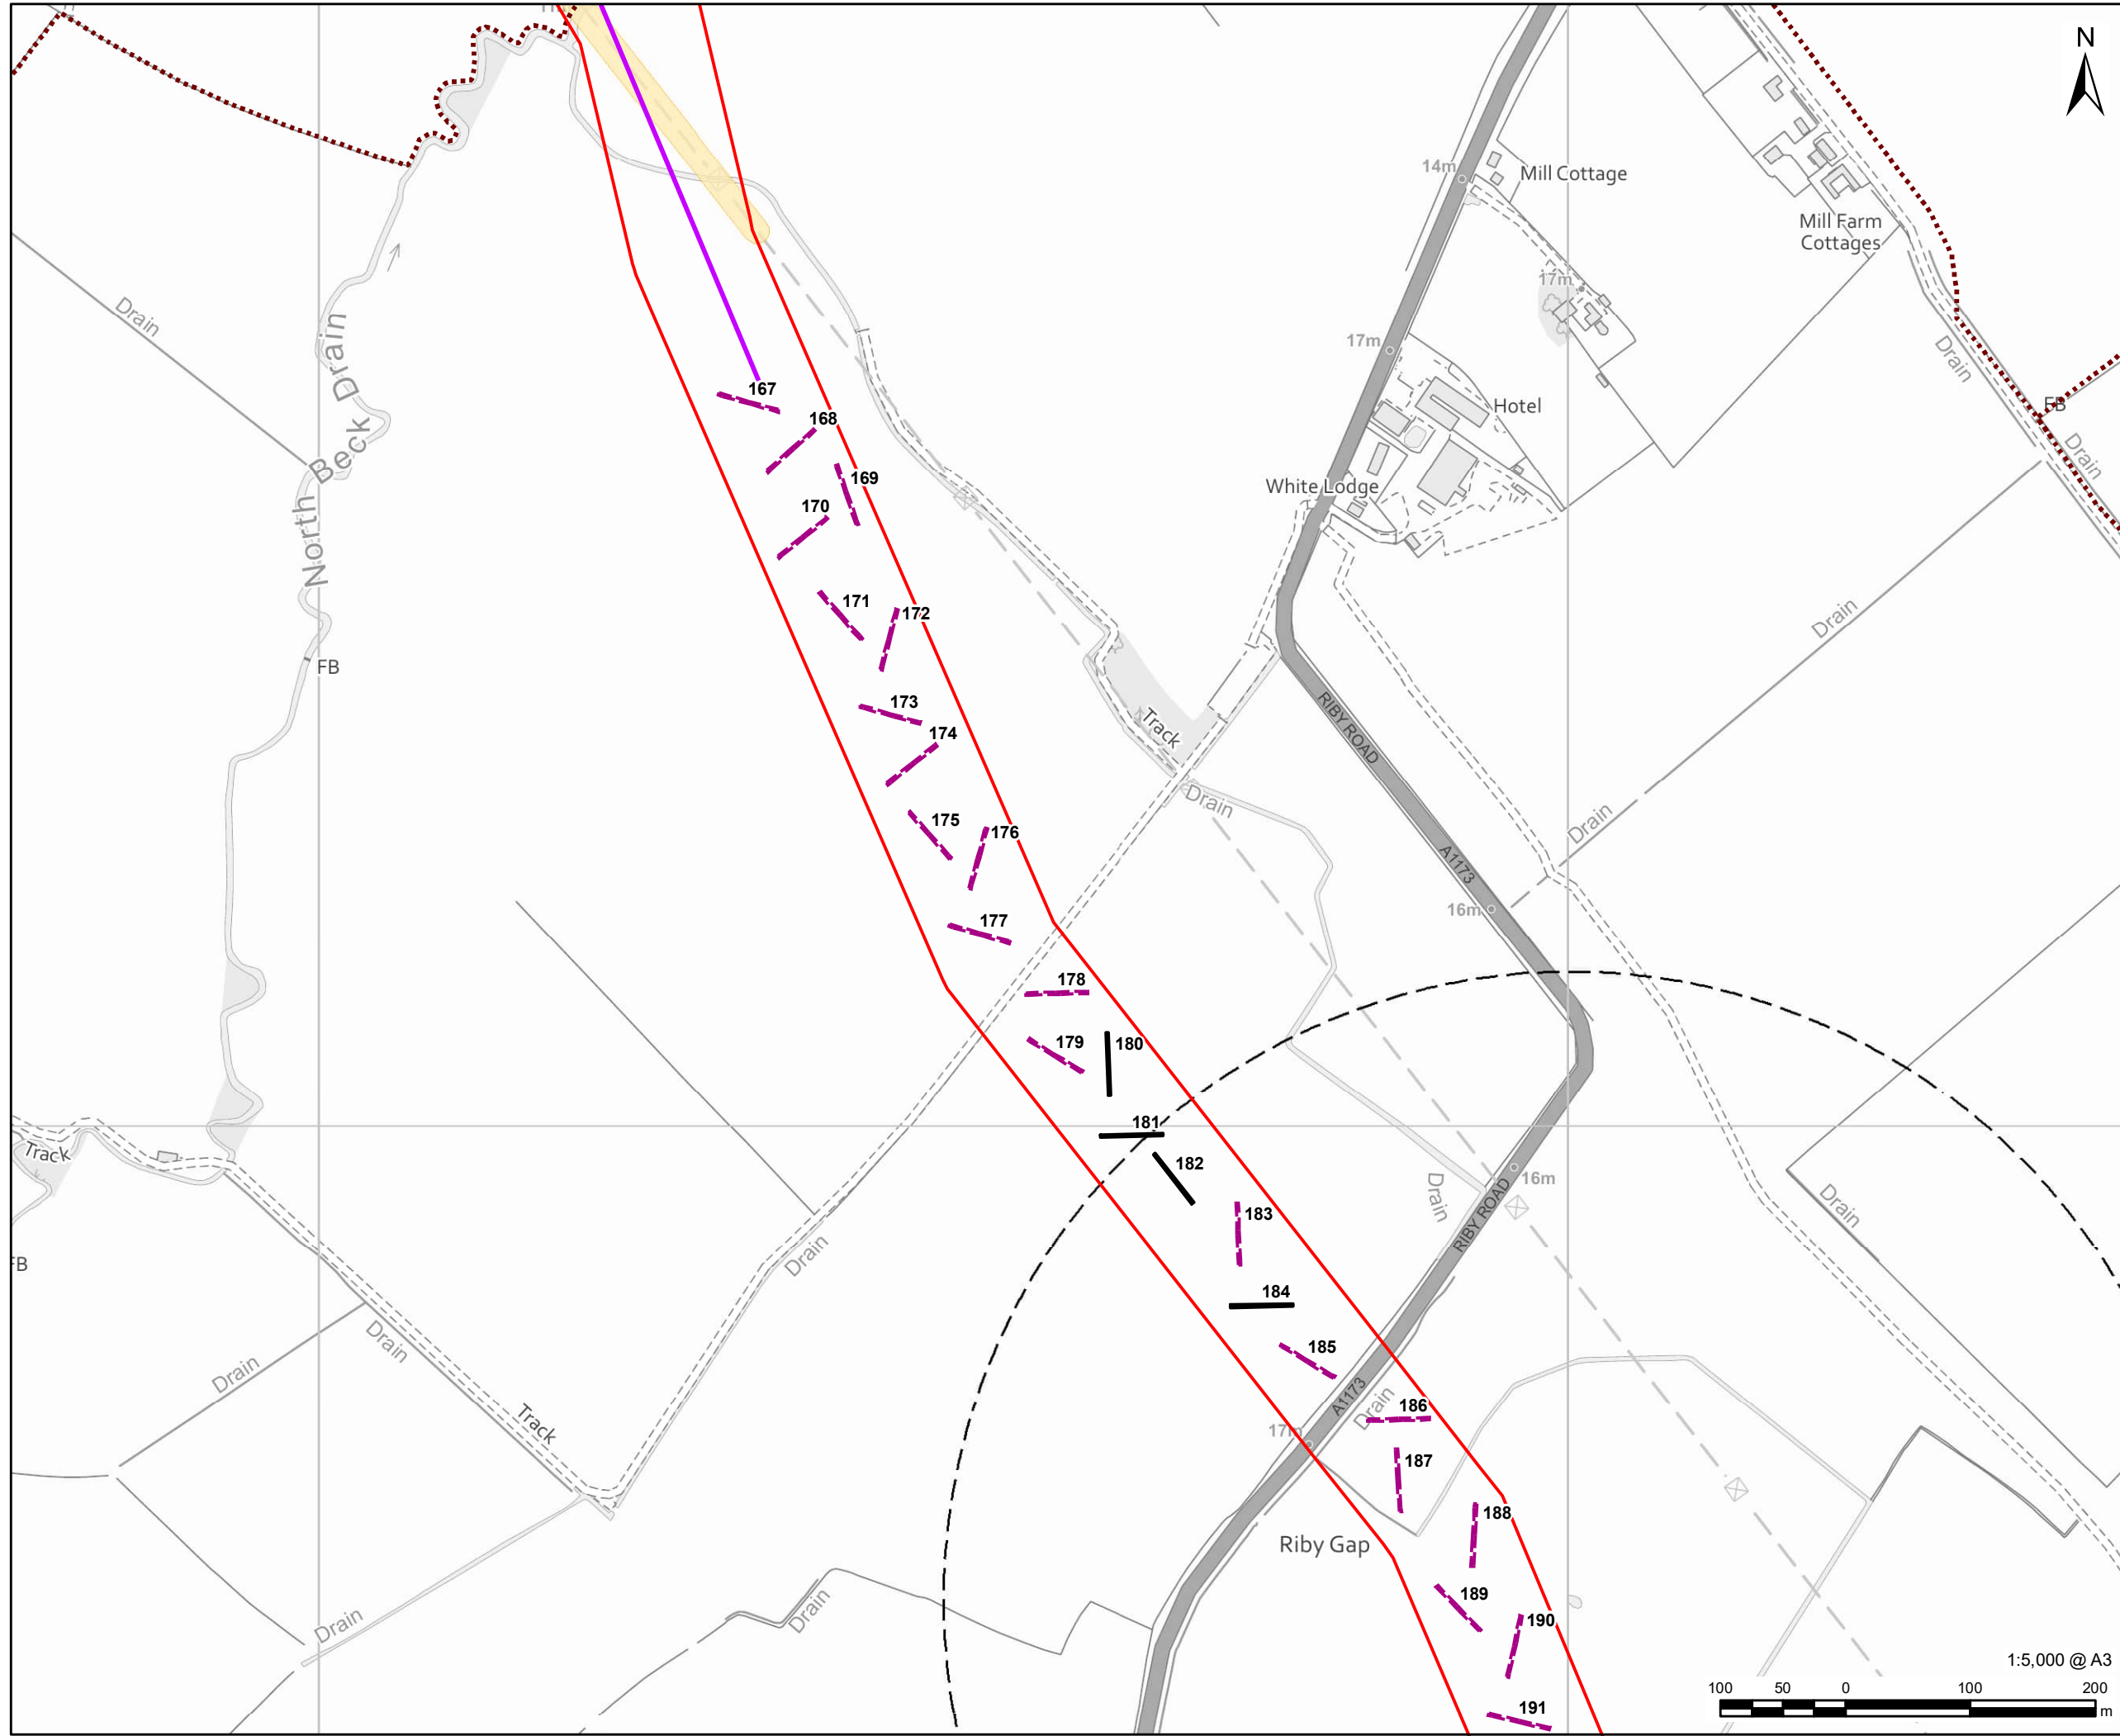 N
14m
Mill Cottage
Mill Farm
Cottages
17m
Drain
North Beck Drain
17m
Drain
167
168
Hotel
FB
Drain
169
White Lodge
170
171
172
Drain
FB
173
174
Track
RIBY ROAD
Drain
175
176
Drain
A1173
16m
177
178
179
180
181
182
Track
16m
Drain
RIBY ROAD
Drain
183
Drain
FB
184
Drain
185
Drain
A1173
Drain
186
Track
17m
187
188
Riby Gap
189
Drain
Drain
190
1:5,000 @ A3
191
100 50 0 100 200
m